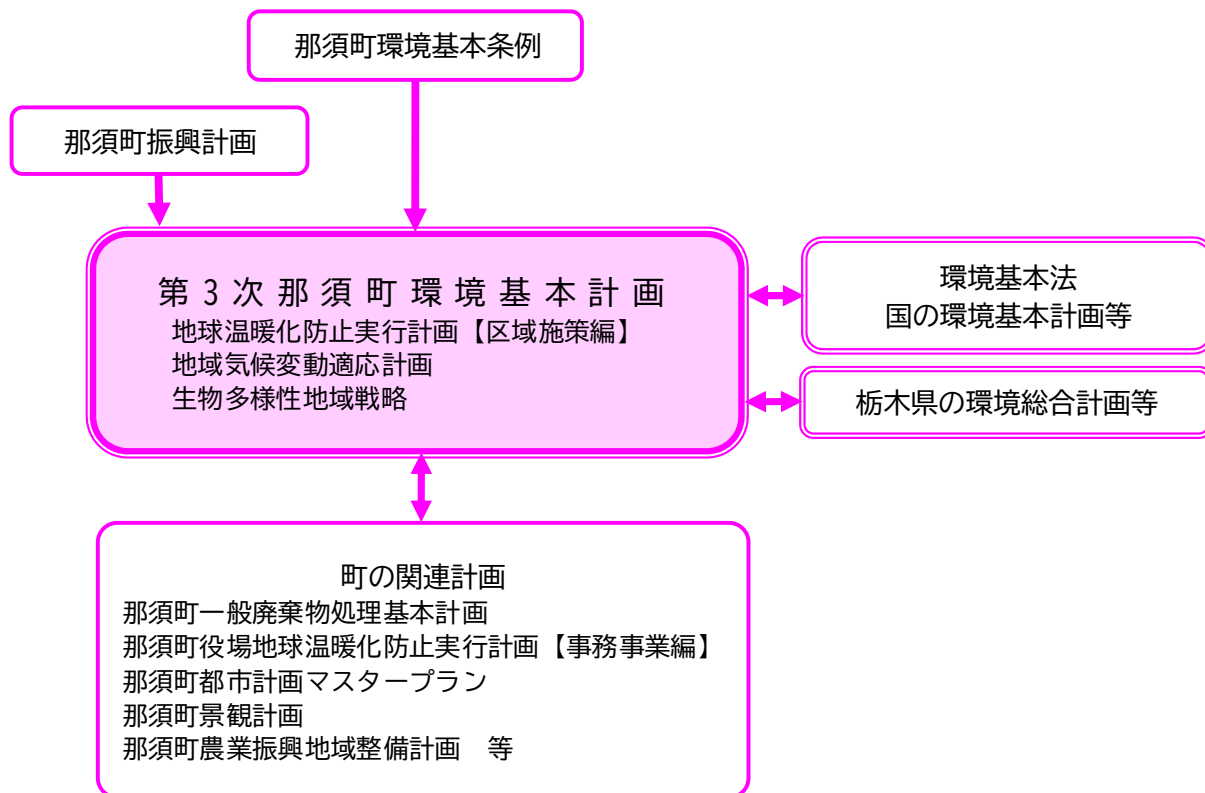 那須町環境基本条例
那須町振興計画
第3次那須町環境基本計画
地球温暖化防止実行計画【区域施策編】
地域気候変動適応計画
生物多様性地域戦略
環境基本法
国の環境基本計画等
栃木県の環境総合計画等
町の関連計画
那須町一般廃棄物処理基本計画
那須町役場地球温暖化防止実行計画【事務事業編】
那須町都市計画マスタープラン
那須町景観計画
那須町農業振興地域整備計画　等